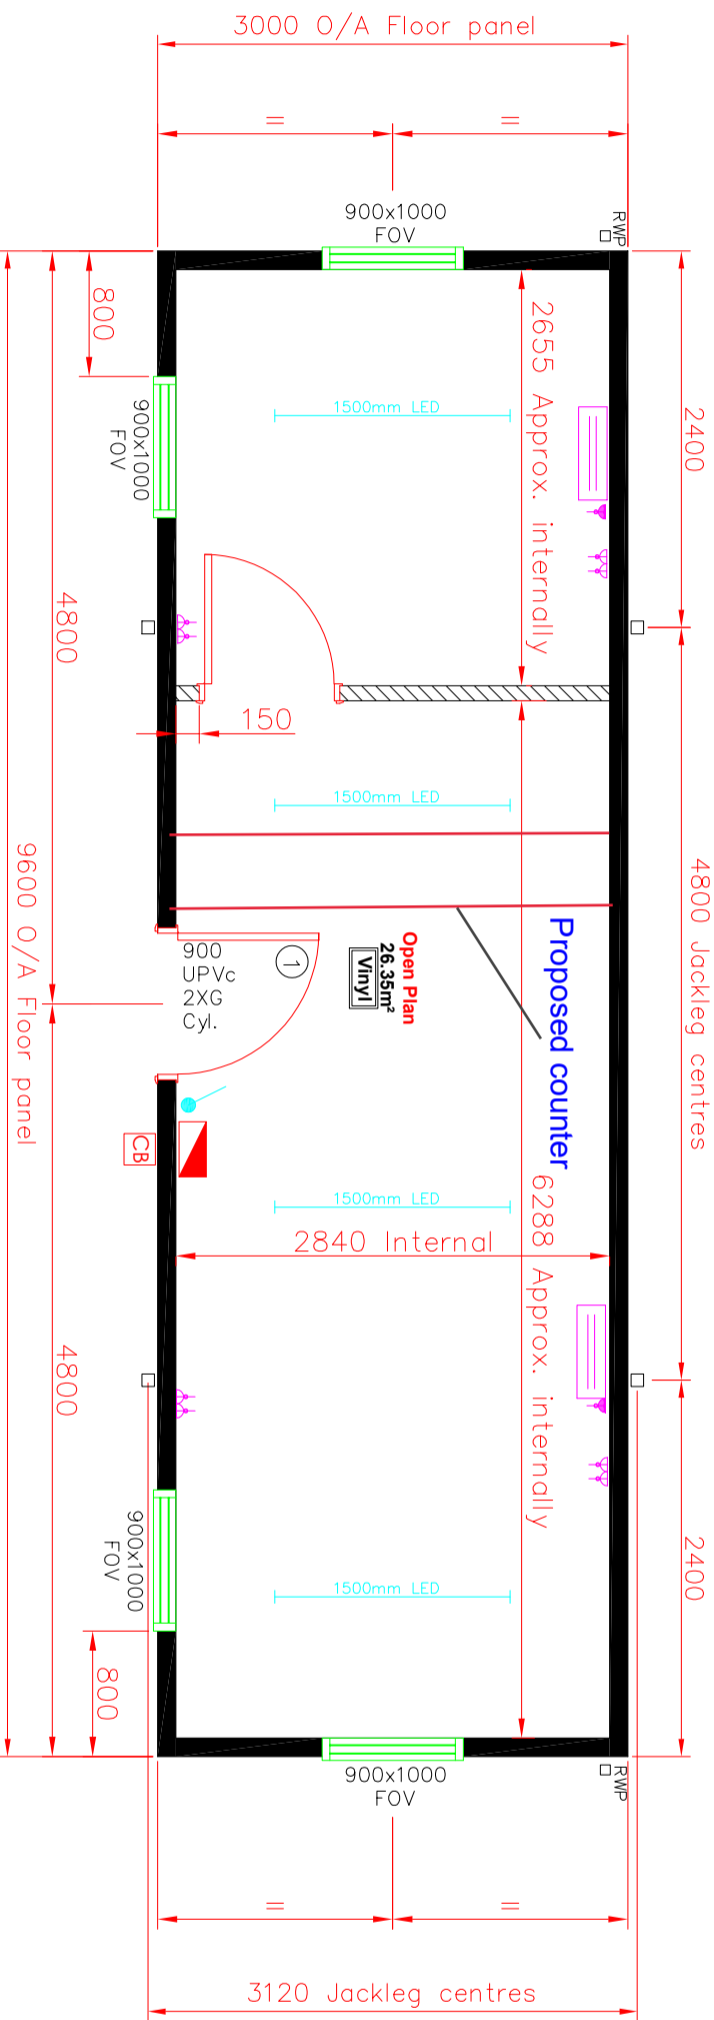 3000 O/A Floor panel
=
=
900x1000
FOV
RWP
800
2400
2655 Approx. internally
1500mm LED
900x1000
FOV
4800
150
1500mm LED
4800 Jackleg centres
9600 O/A Floor panel
Proposed counter
900
UPVc
2XG
Cyl.
1
Open Plan
26.35m²
Vinyl
CB
1500mm LED
6288 Approx. internally
2840 Internal
4800
2400
900x1000
FOV
1500mm LED
800
900x1000
FOV
RWP
=
=
3120 Jackleg centres